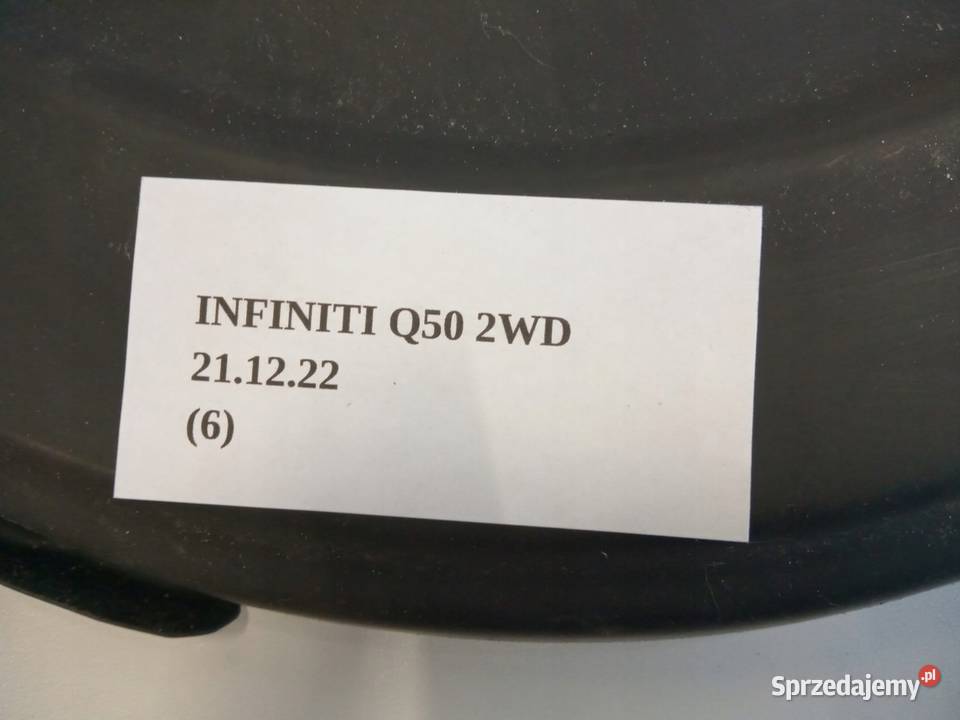 INFINITI Q50 2WD
21.12.22
(6)
Sprzedajemy.pl